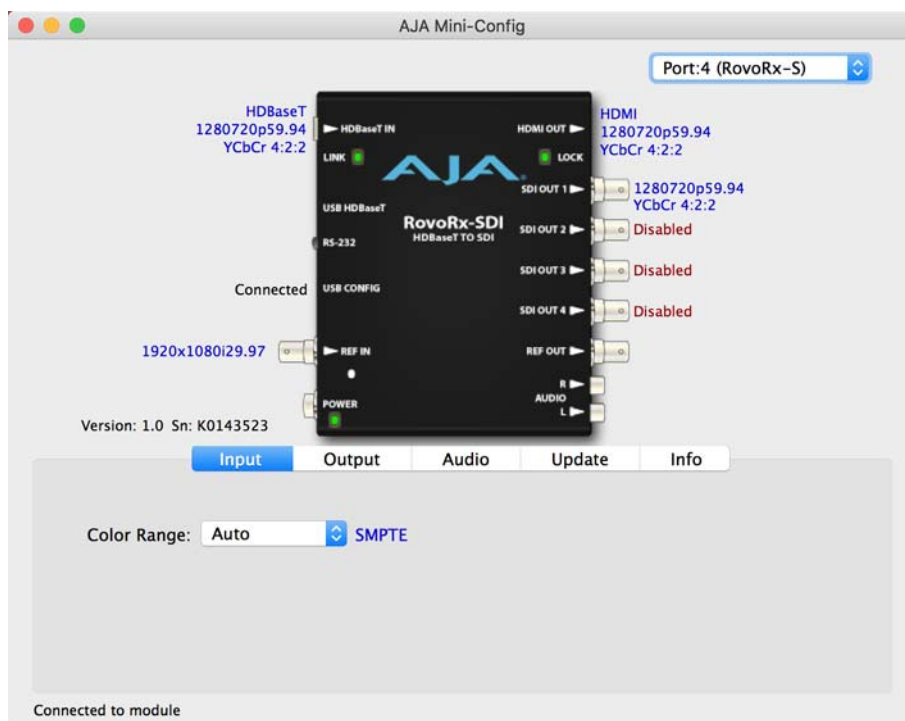 AJA Mini-Config
Port:4 (RovoRx-S)
HDBaseT
1280720p59.94
YCbCr 4:2:2
HDBaseT IN
LINK
USB HDBaseT
RS-232
Connected
USB CONFIG
1920x1080i29.97
REF IN
POWER
Version: 1.0 Sn: K0143523
AJA
RovoRx-SDI
HDBaseT TO SDI
HDMI OUT
LOCK
HDMI
1280720p59.94
YCbCr 4:2:2
SDI OUT 1
1280720p59.94
YCbCr 4:2:2
SDI OUT 2
Disabled
SDI OUT 3
Disabled
SDI OUT 4
Disabled
REF OUT
R
AUDIO
L
Input
Output
Audio
Update
Info
Color Range:
Auto
SMPTE
Connected to module